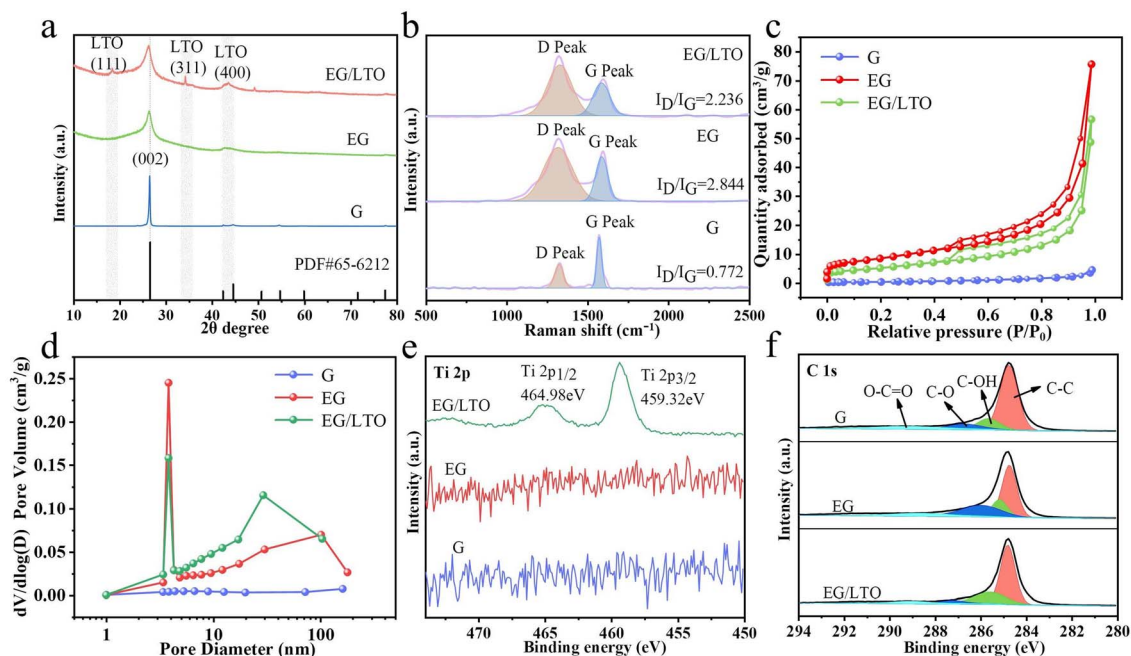 a
LTO
(111)
LTO
(311)
LTO
(400)
EG/LTO
EG
(002)
G
PDF#65-6212
Intensity (a.u.)
10 20 30 40 50 60 70 80
2θ degree
b
D Peak
G Peak
EG/LTO
I_D/I_G=2.236
D Peak
G Peak
EG
I_D/I_G=2.844
D Peak
G Peak
G
I_D/I_G=0.772
Intensity (a.u.)
500 1000 1500 2000 2500
Raman shift (cm⁻¹)
c
G
EG
EG/LTO
Quantity adsorbed (cm³/g)
80
70
60
50
40
30
20
10
0
0.0 0.2 0.4 0.6 0.8 1.0
Relative pressure (P/P₀)
d
G
EG
EG/LTO
dV/dlog(D) Pore Volume (cm³/g)
0.25
0.20
0.15
0.10
0.05
0.00
1 10 100
Pore Diameter (nm)
e
Ti 2p
Ti 2p1/2
464.98eV
Ti 2p3/2
459.32eV
EG/LTO
EG
G
Intensity (a.u.)
470 465 460 455 450
Binding energy (eV)
f
C 1s
O-C=O
C-O
C-OH
C-C
G
EG
EG/LTO
Intensity (a.u.)
294 292 290 288 286 284 282 280
Binding energy (eV)